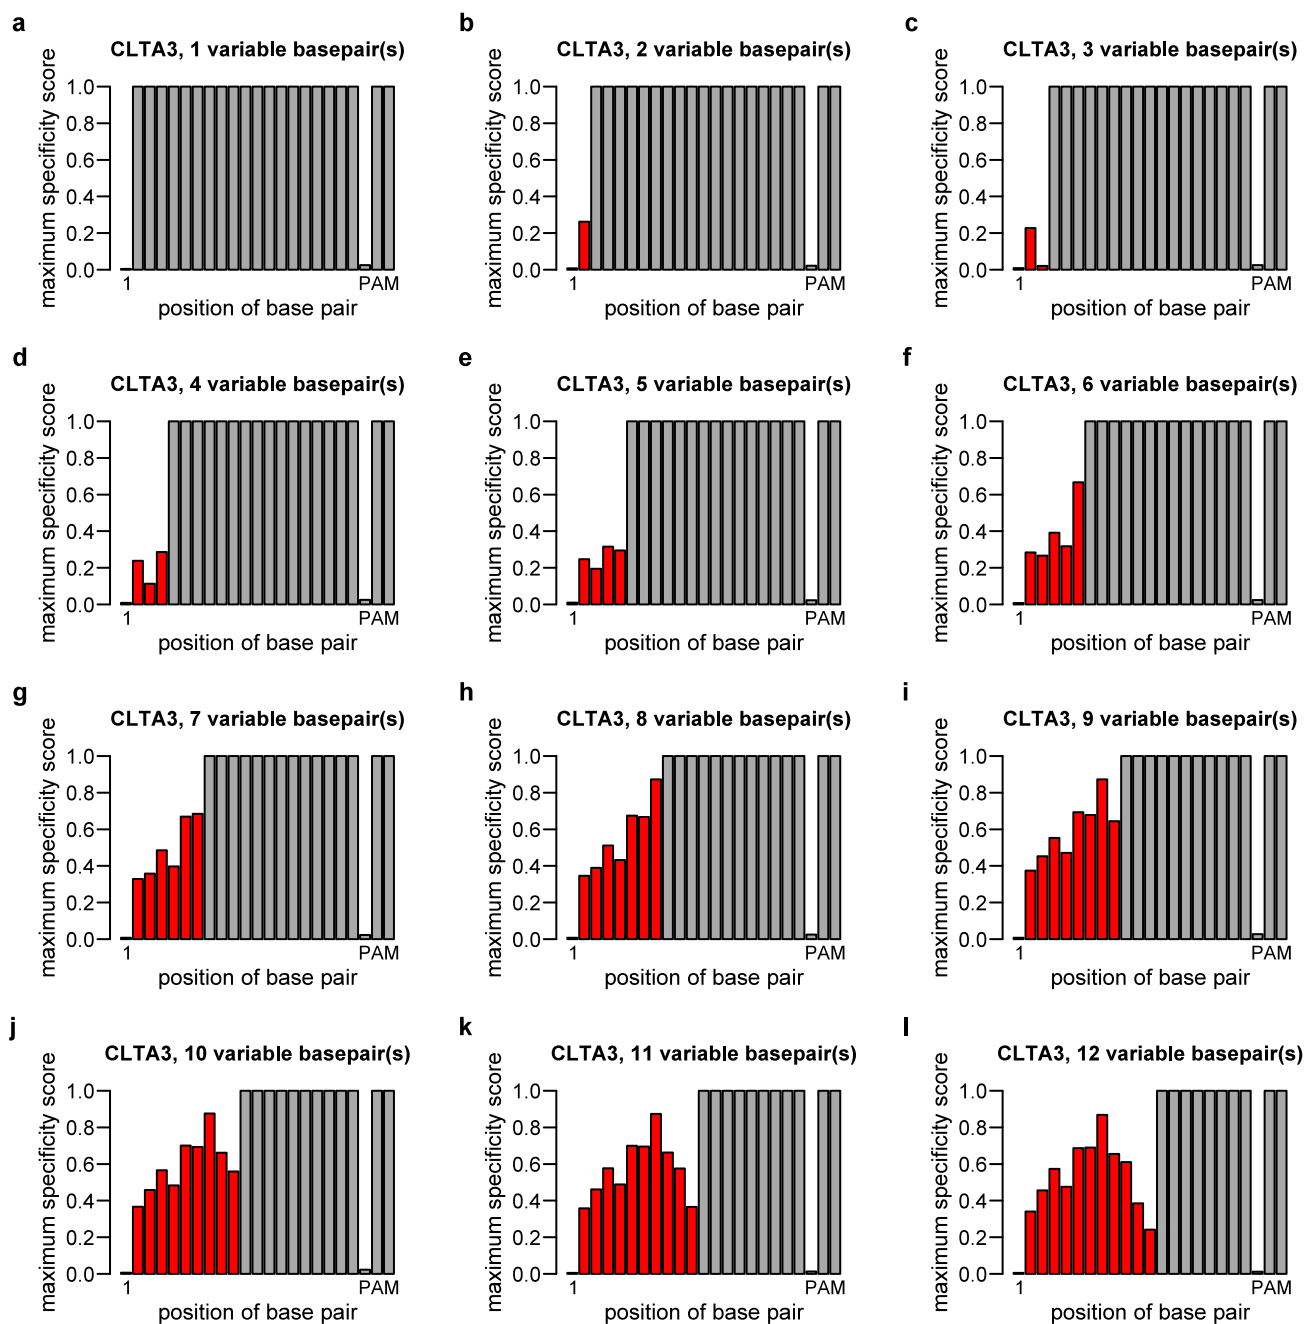 a
CLTA3, 1 variable basepair(s)
maximum specificity score
1.0
0.8
0.6
0.4
0.2
0.0
1
PAM
position of base pair
b
CLTA3, 2 variable basepair(s)
maximum specificity score
1.0
0.8
0.6
0.4
0.2
0.0
1
PAM
position of base pair
c
CLTA3, 3 variable basepair(s)
maximum specificity score
1.0
0.8
0.6
0.4
0.2
0.0
1
PAM
position of base pair
d
CLTA3, 4 variable basepair(s)
maximum specificity score
1.0
0.8
0.6
0.4
0.2
0.0
1
PAM
position of base pair
e
CLTA3, 5 variable basepair(s)
maximum specificity score
1.0
0.8
0.6
0.4
0.2
0.0
1
PAM
position of base pair
f
CLTA3, 6 variable basepair(s)
maximum specificity score
1.0
0.8
0.6
0.4
0.2
0.0
1
PAM
position of base pair
g
CLTA3, 7 variable basepair(s)
maximum specificity score
1.0
0.8
0.6
0.4
0.2
0.0
1
PAM
position of base pair
h
CLTA3, 8 variable basepair(s)
maximum specificity score
1.0
0.8
0.6
0.4
0.2
0.0
1
PAM
position of base pair
i
CLTA3, 9 variable basepair(s)
maximum specificity score
1.0
0.8
0.6
0.4
0.2
0.0
1
PAM
position of base pair
j
CLTA3, 10 variable basepair(s)
maximum specificity score
1.0
0.8
0.6
0.4
0.2
0.0
1
PAM
position of base pair
k
CLTA3, 11 variable basepair(s)
maximum specificity score
1.0
0.8
0.6
0.4
0.2
0.0
1
PAM
position of base pair
l
CLTA3, 12 variable basepair(s)
maximum specificity score
1.0
0.8
0.6
0.4
0.2
0.0
1
PAM
position of base pair